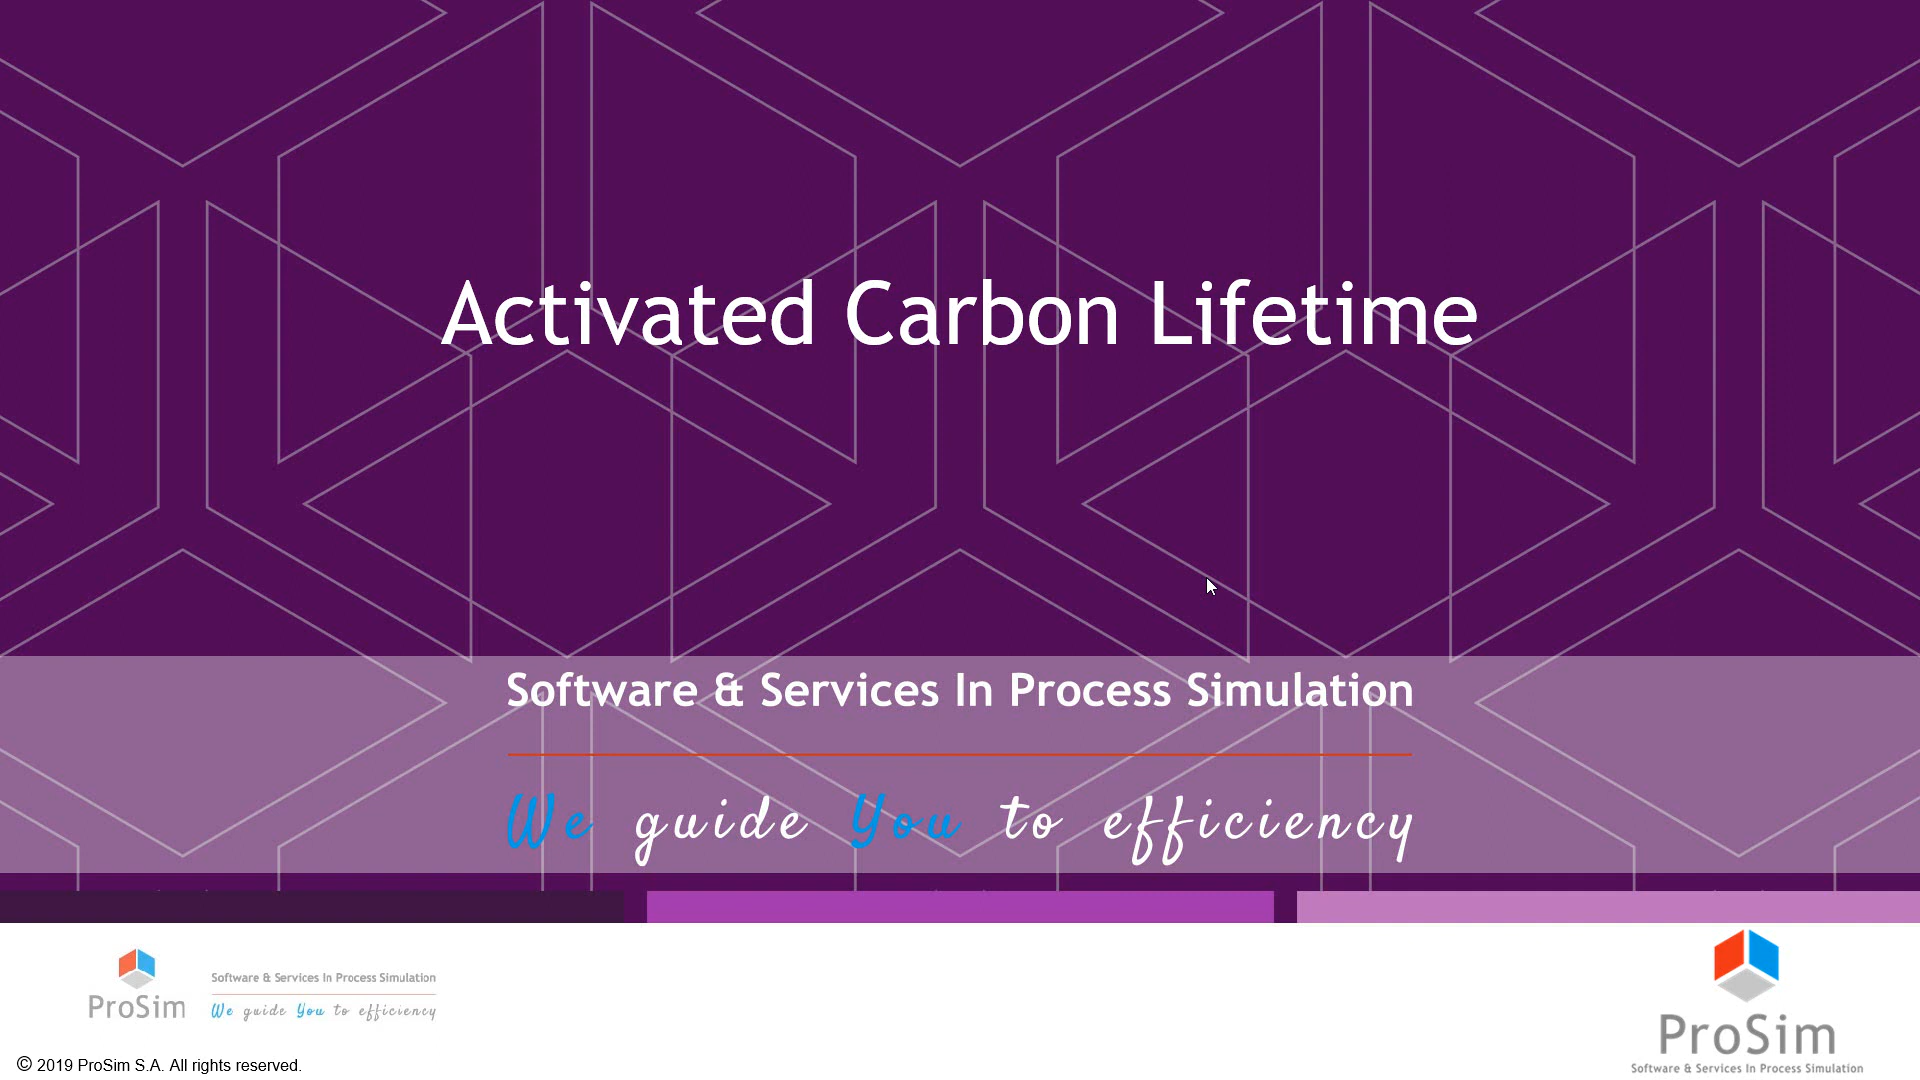 Activated Carbon Lifetime
Software & Services In Process Simulation
We guide You to efficiency
ProSim
Software & Services In Process Simulation
We guide You to efficiency
© 2019 ProSim S.A. All rights reserved.
ProSim
Software & Services In Process Simulation